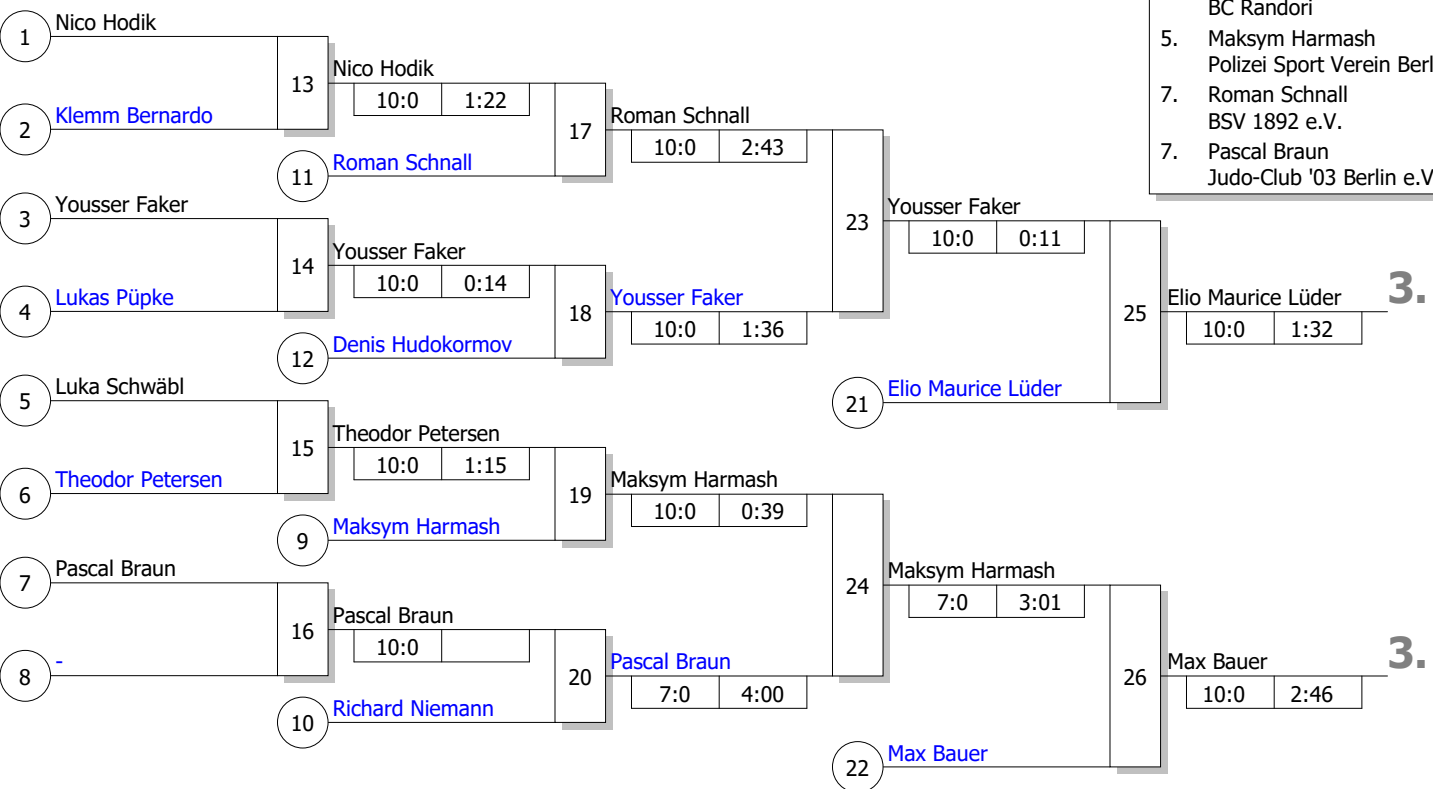 BC Randori
5. Maksym Harmash
Polizei Sport Verein Berl
7. Roman Schnall
BSV 1892 e.V.
7. Pascal Braun
Judo-Club '03 Berlin e.V
1 Nico Hodik
2 Klemm Bernardo
13 Nico Hodik
10:0 1:22
11 Roman Schnall
17 Roman Schnall
10:0 2:43
3 Yousser Faker
4 Lukas Püpke
14 Yousser Faker
10:0 0:14
12 Denis Hudokormov
18 Yousser Faker
10:0 1:36
23 Yousser Faker
10:0 0:11
21 Elio Maurice Lüder
25 Elio Maurice Lüder 3.
10:0 1:32
5 Luka Schwäbl
6 Theodor Petersen
15 Theodor Petersen
10:0 1:15
9 Maksym Harmash
19 Maksym Harmash
10:0 0:39
7 Pascal Braun
8 -
16 Pascal Braun
10:0
10 Richard Niemann
20 Pascal Braun
7:0 4:00
24 Maksym Harmash
7:0 3:01
22 Max Bauer
26 Max Bauer 3.
10:0 2:46